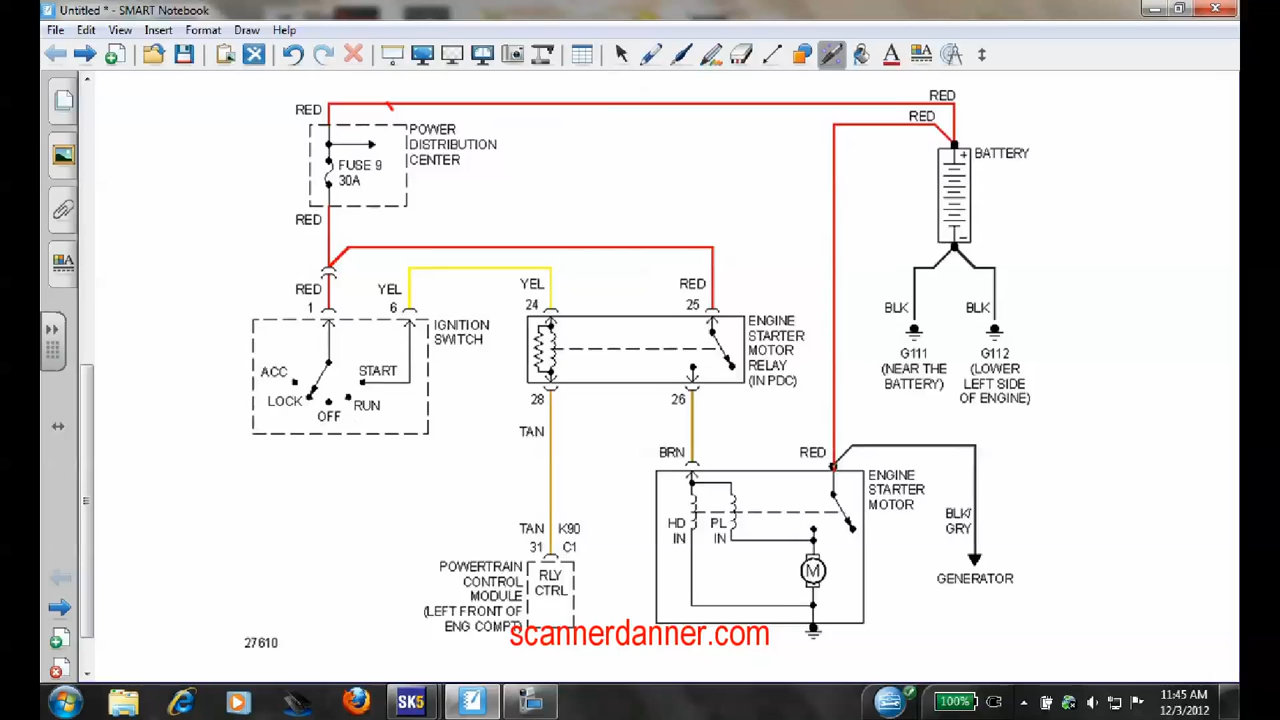 Untitled * - SMART Notebook
File Edit View Insert Format Draw Help
RED
RED
RED
POWER
DISTRIBUTION
CENTER
FUSE 9
30A
BATTERY
+
−
RED
RED YEL
1 6
YEL RED
24 25
IGNITION
SWITCH
ACC
START
LOCK
OFF
RUN
ENGINE
STARTER
MOTOR
RELAY
(IN PDC)
BLK BLK
G111
(NEAR THE
BATTERY)
G112
(LOWER
LEFT SIDE
OF ENGINE)
28 26
TAN
BRN RED
ENGINE
STARTER
MOTOR
HD
IN
PL
IN
M
BLK/
GRY
GENERATOR
TAN K90
31 C1
POWERTRAIN
CONTROL
MODULE
(LEFT FRONT OF
ENG COMPT)
RLY
CTRL
27610
scannerdanner.com
SK5
100%
11:45 AM
12/3/2012